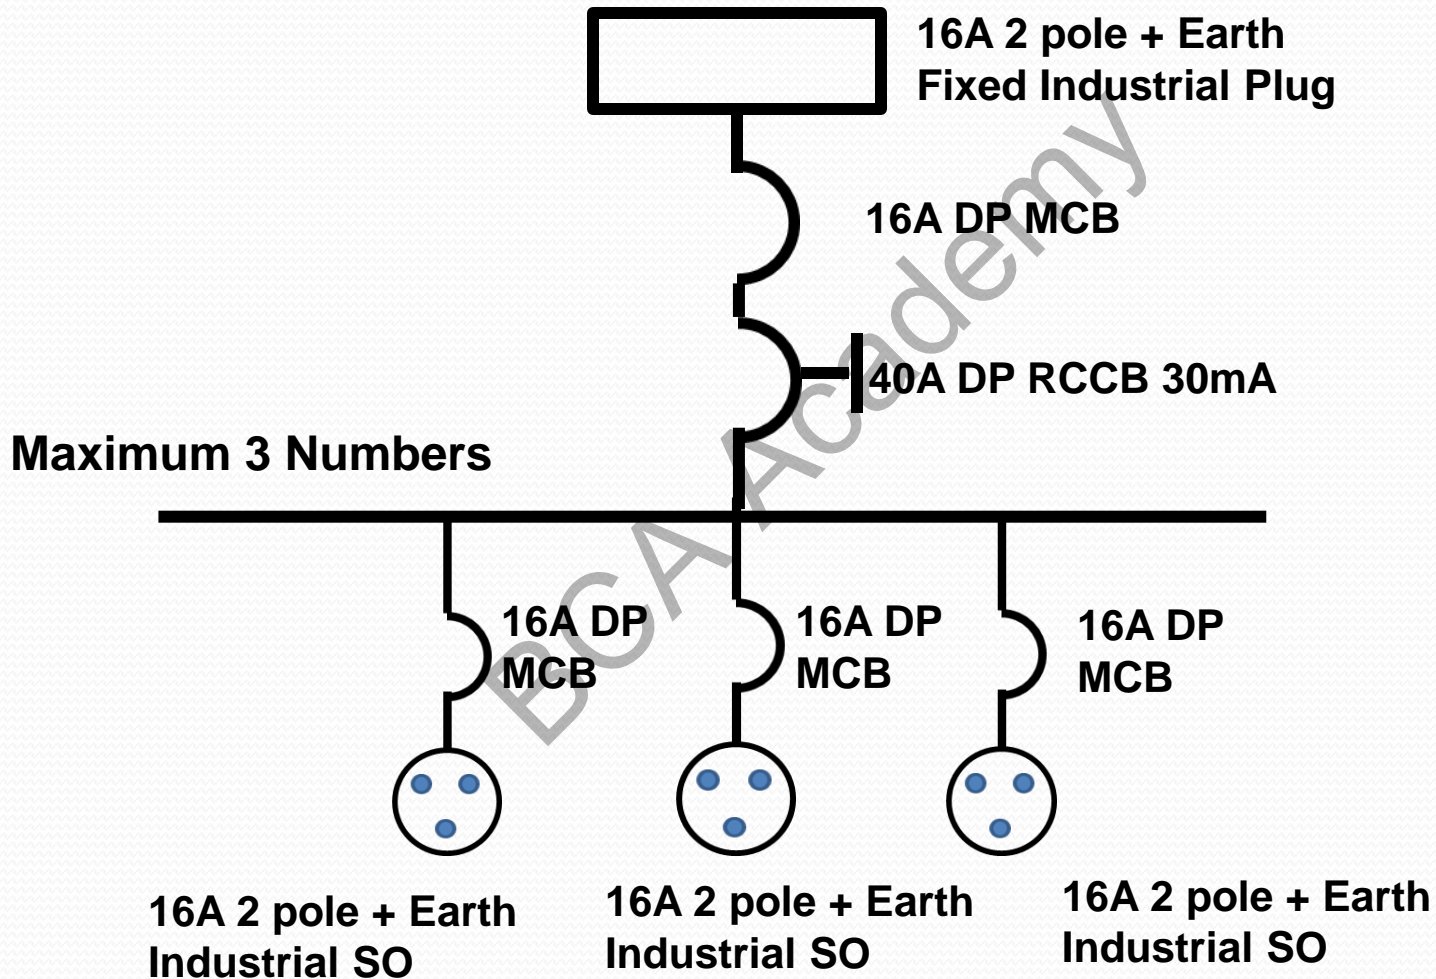 16A 2 pole + Earth
Fixed Industrial Plug
16A DP MCB
40A DP RCCB 30mA
Maximum 3 Numbers
16A DP
MCB
16A DP
MCB
16A DP
MCB
16A 2 pole + Earth
Industrial SO
16A 2 pole + Earth
Industrial SO
16A 2 pole + Earth
Industrial SO
BCA Academy